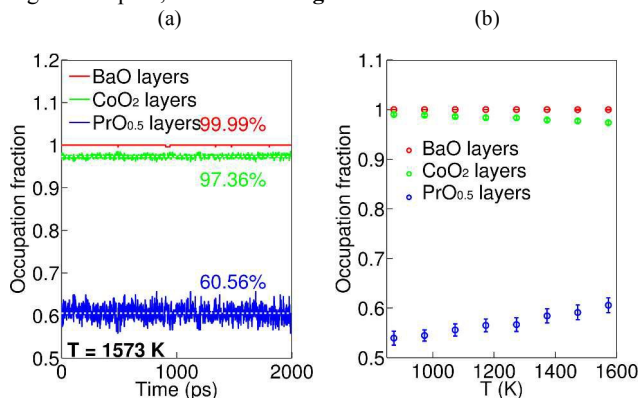 (a)
(b)
1.2
1.1
1
0.9
0.8
0.7
0.6
0.5
Occupation fraction
BaO layers
CoO2 layers
PrO0.5 layers
99.99%
97.36%
60.56%
T = 1573 K
0
1000
2000
Time (ps)
1.2
1.1
1
0.9
0.8
0.7
0.6
0.5
Occupation fraction
BaO layers
CoO2 layers
PrO0.5 layers
1000
1200
1400
1600
T (K)